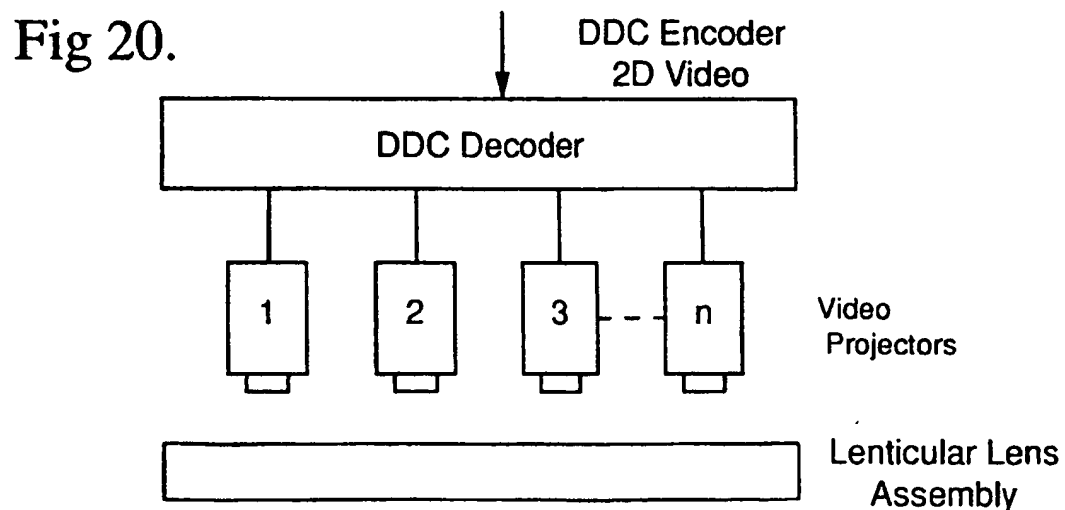 Fig 20.
DDC Encoder
2D Video
DDC Decoder
1
2
3
n
Video
Projectors
Lenticular Lens
Assembly